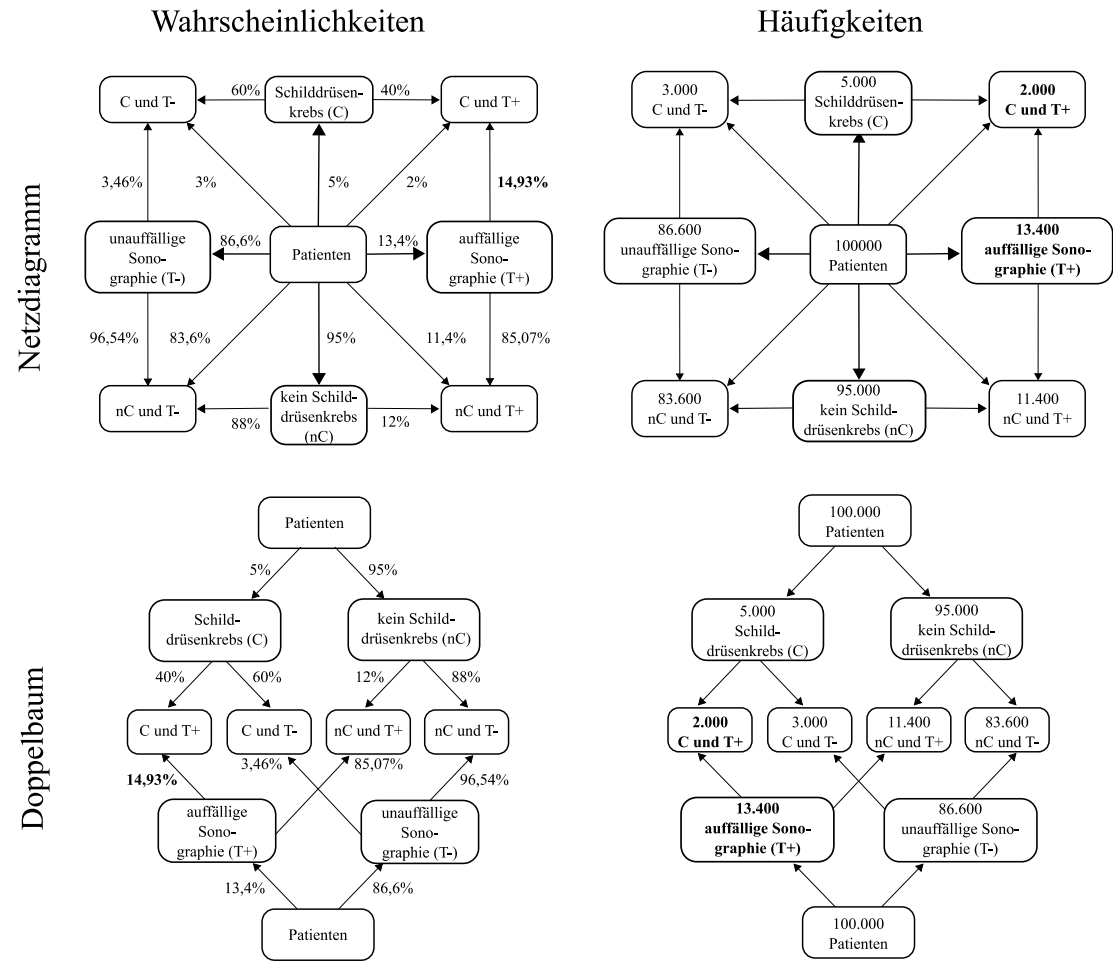 Wahrscheinlichkeiten
Häufigkeiten
Netzdiagramm
C und T-
60%
Schilddrüsen-
krebs (C)
40%
C und T+
3,46%
3%
5%
2%
14,93%
unauffällige
Sono-
graphie (T-)
86,6%
Patienten
13,4%
auffällige
Sono-
graphie (T+)
96,54%
83,6%
95%
11,4%
85,07%
nC und T-
88%
kein Schild-
drüsenkrebs
(nC)
12%
nC und T+
3.000
C und T-
5.000
Schilddrüsen-
krebs (C)
2.000
C und T+
86.600
unauffällige Sono-
graphie (T-)
100000
Patienten
13.400
auffällige Sono-
graphie (T+)
83.600
nC und T-
95.000
kein Schild-
drüsenkrebs (nC)
11.400
nC und T+
Doppelbaum
Patienten
5%
95%
Schild-
drüsenkrebs (C)
kein Schild-
drüsenkrebs (nC)
40%
60%
12%
88%
C und T+
C und T-
nC und T+
nC und T-
14,93%
3,46%
85,07%
96,54%
auffällige
Sono-
graphie (T+)
unauffällige
Sono-
graphie (T-)
13,4%
86,6%
Patienten
100.000
Patienten
5.000
Schild-
drüsenkrebs (C)
95.000
kein Schild-
drüsenkrebs (nC)
2.000
C und T+
3.000
C und T-
11.400
nC und T+
83.600
nC und T-
13.400
auffällige Sono-
graphie (T+)
86.600
unauffällige Sono-
graphie (T-)
100.000
Patienten